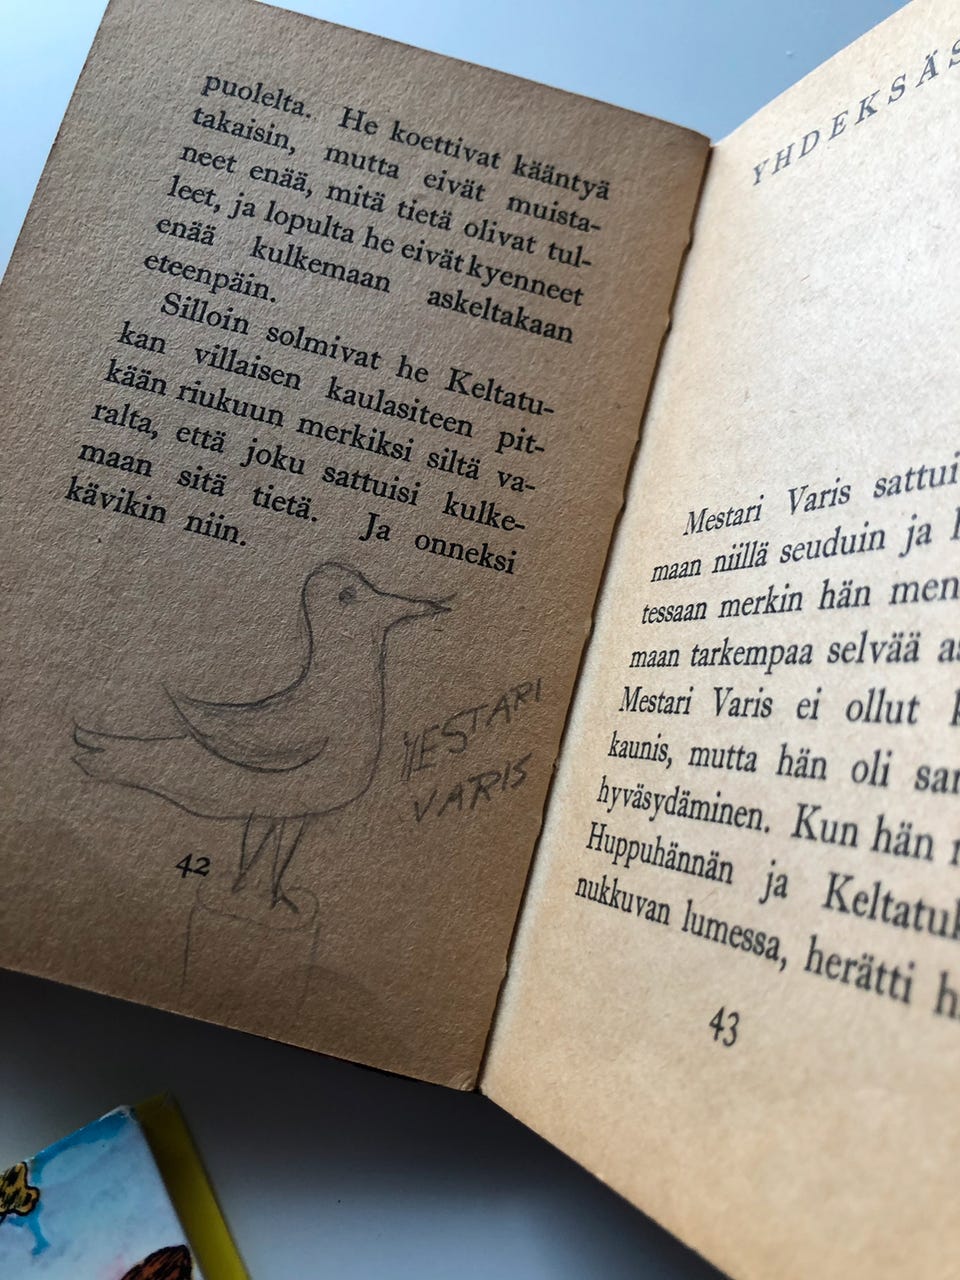 puolelta. He koettivat kääntyä
takaisin, mutta eivät muista-
neet enää, mitä tietä olivat tul-
leet, ja lopulta he eivät kyenneet
enää kulkemaan askeltakaan
eteenpäin.
Silloin solmivat he Keltatu-
kan villaisen kaulasiteen pit-
kään riukuun merkiksi siltä va-
ralta, että joku sattuisi kulke-
maan sitä tietä. Ja onneksi
kävikin niin.
MESTARI
VARIS
42
YHDEKSÄS
Mestari Varis sattui
maan niillä seuduin ja
tessaan merkin hän men
maan tarkempaa selvää
Mestari Varis ei ollut
kaunis, mutta hän oli
hyväsydäminen. Kun hän
Huppuhännän ja Keltatuk
nukkuvan lumessa, herätti
43